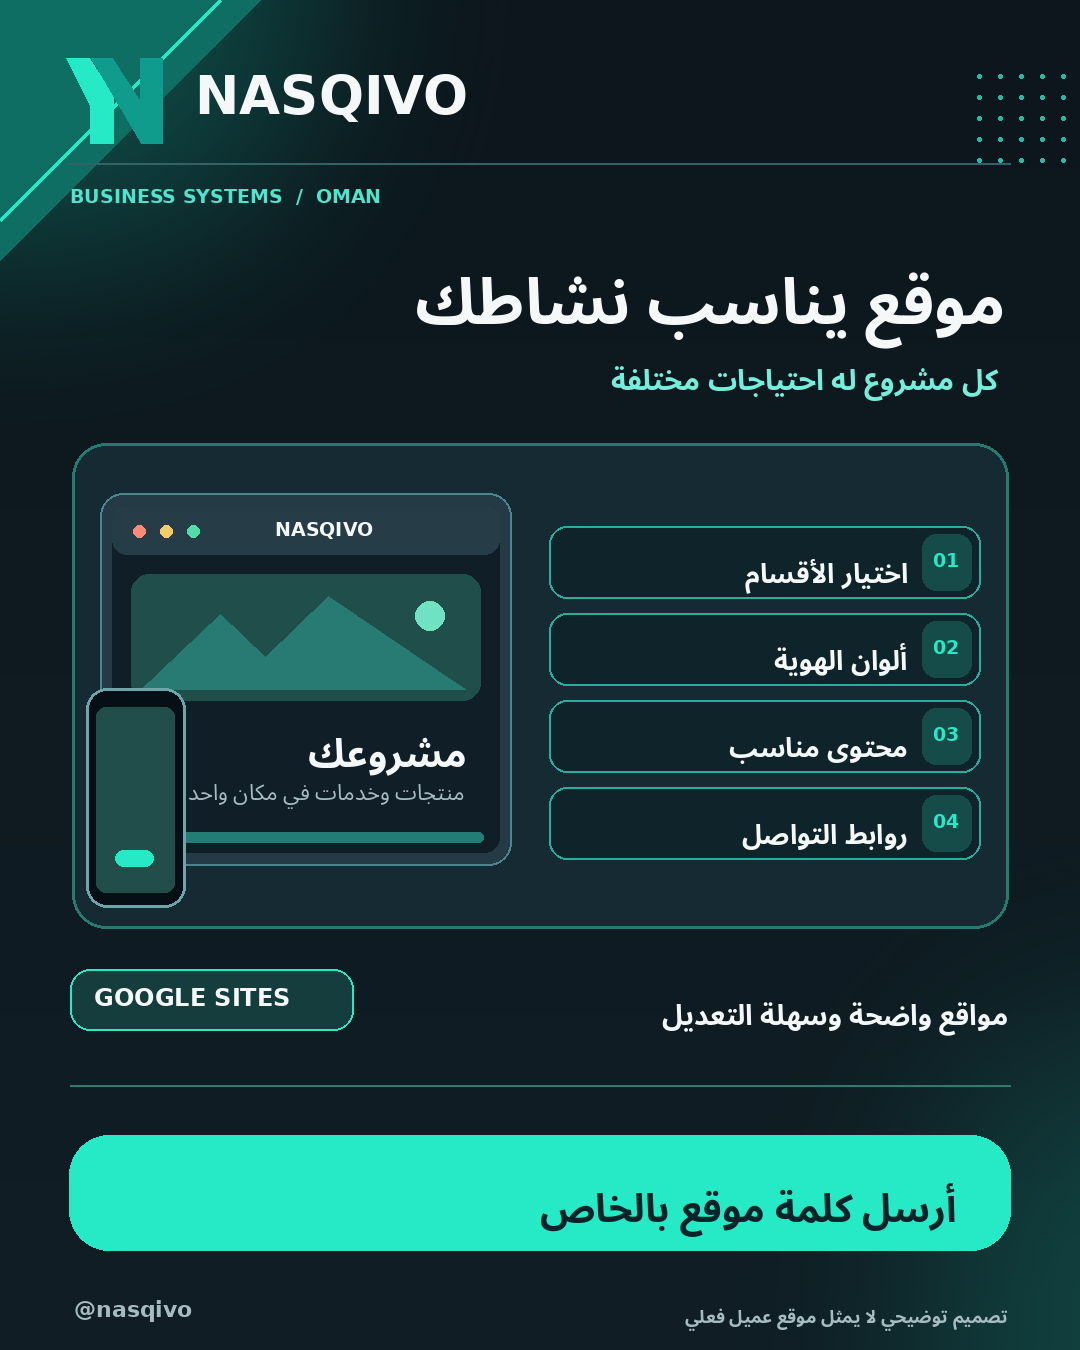 NASQIVO
BUSINESS SYSTEMS / OMAN
موقع يناسب نشاطك
كل مشروع له احتياجات مختلفة
NASQIVO
مشروعك
منتجات وخدمات في مكان واحد
01 اختيار الأقسام
02 ألوان الهوية
03 محتوى مناسب
04 روابط التواصل
GOOGLE SITES
مواقع واضحة وسهلة التعديل
أرسل كلمة موقع بالخاص
@nasqivo
تصميم توضيحي لا يمثل موقع عميل فعلي